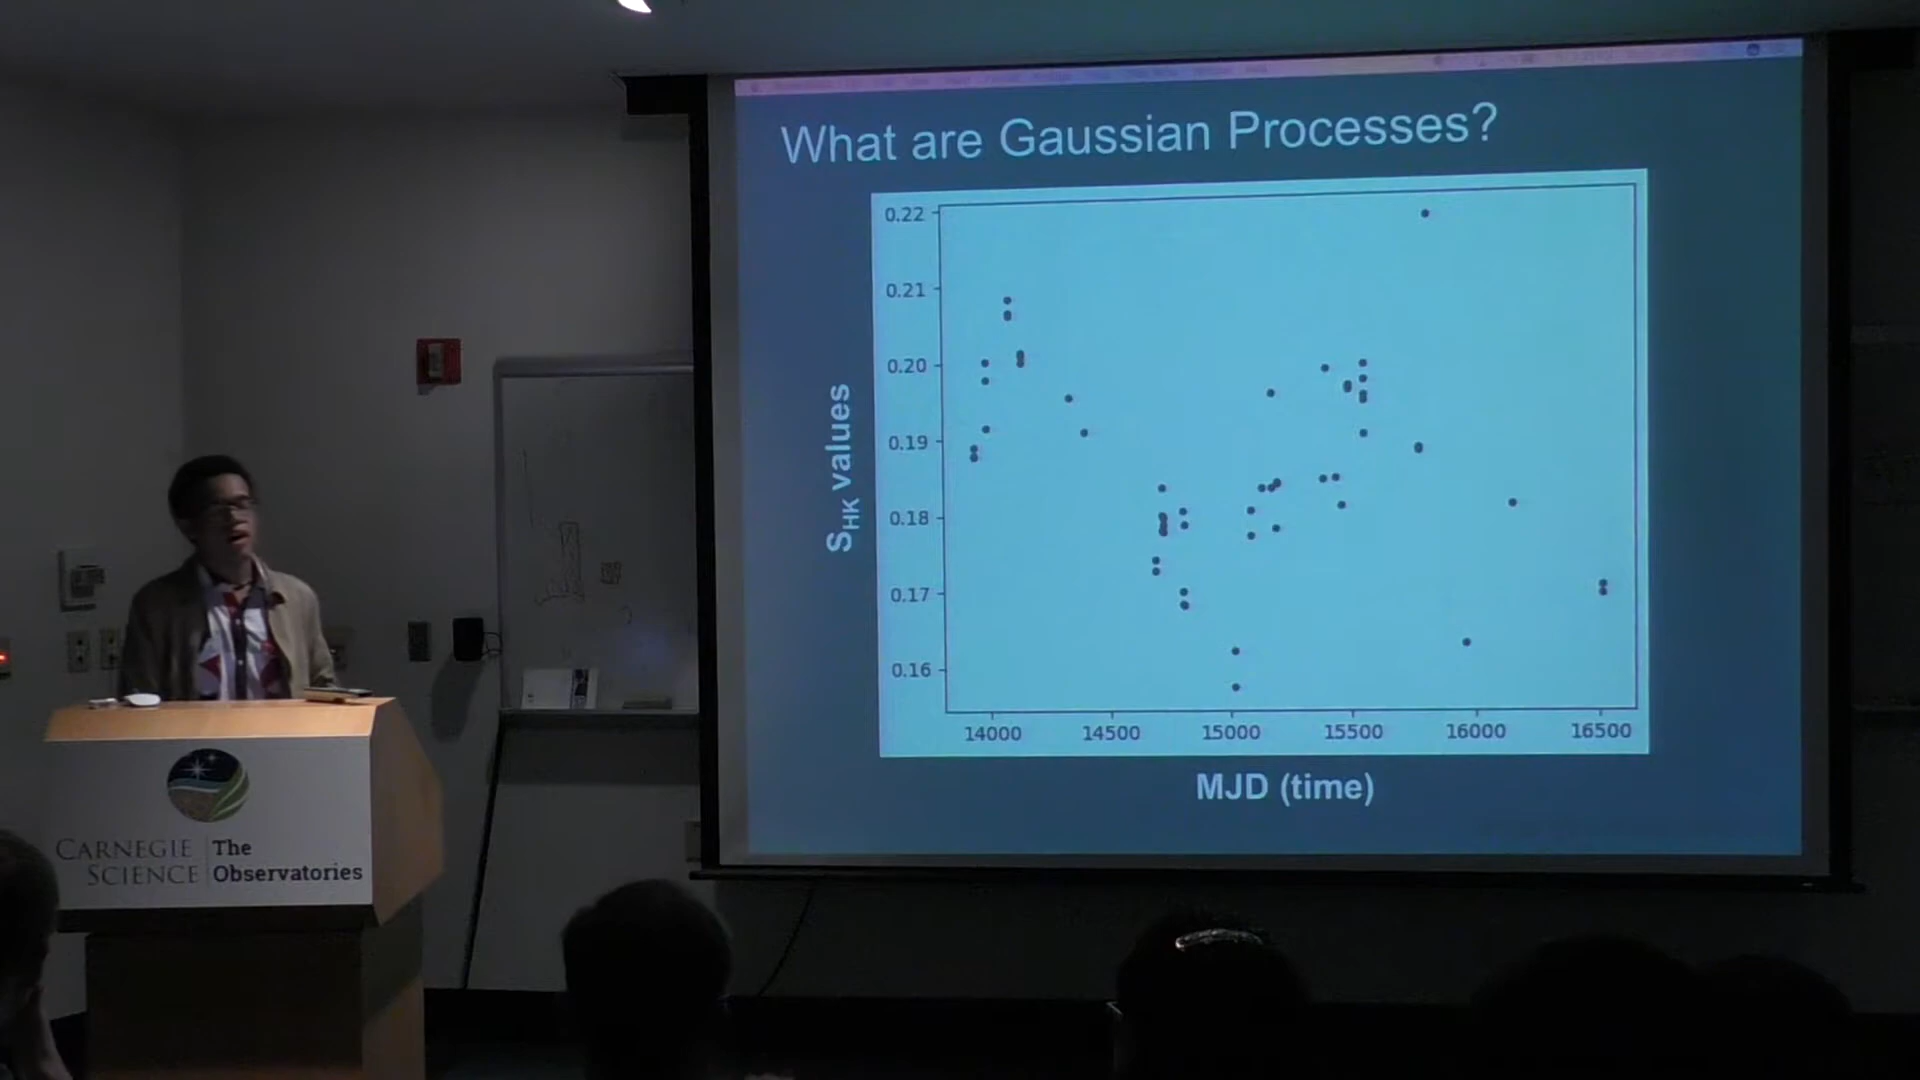 What are Gaussian Processes?
0.22
0.21
0.20
0.19
0.18
0.17
0.16
S_HK values
14000 14500 15000 15500 16000 16500
MJD (time)
CARNEGIE SCIENCE
The Observatories